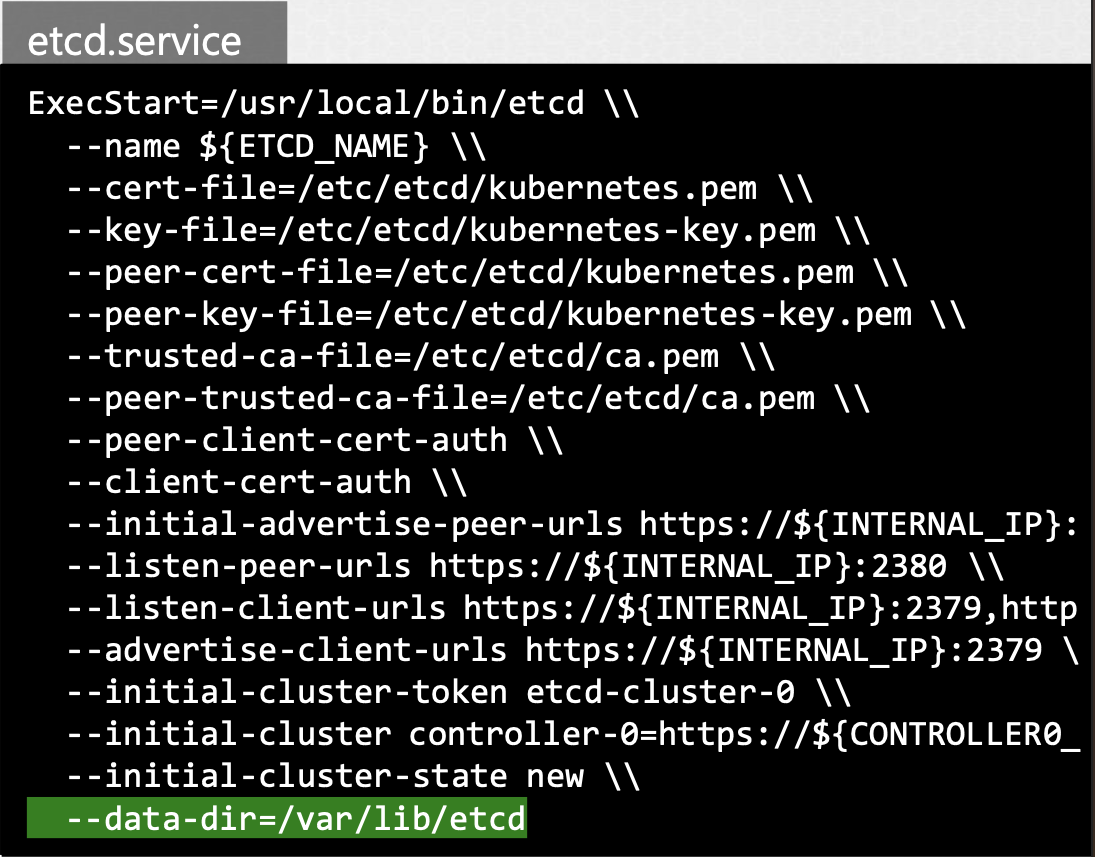 etcd.service
ExecStart=/usr/local/bin/etcd \\
--name ${ETCD_NAME} \\
--cert-file=/etc/etcd/kubernetes.pem \\
--key-file=/etc/etcd/kubernetes-key.pem \\
--peer-cert-file=/etc/etcd/kubernetes.pem \\
--peer-key-file=/etc/etcd/kubernetes-key.pem \\
--trusted-ca-file=/etc/etcd/ca.pem \\
--peer-trusted-ca-file=/etc/etcd/ca.pem \\
--peer-client-cert-auth \\
--client-cert-auth \\
--initial-advertise-peer-urls https://${INTERNAL_IP}:
--listen-peer-urls https://${INTERNAL_IP}:2380 \\
--listen-client-urls https://${INTERNAL_IP}:2379,http
--advertise-client-urls https://${INTERNAL_IP}:2379 \
--initial-cluster-token etcd-cluster-0 \\
--initial-cluster controller-0=https://${CONTROLLER0_
--initial-cluster-state new \\
--data-dir=/var/lib/etcd